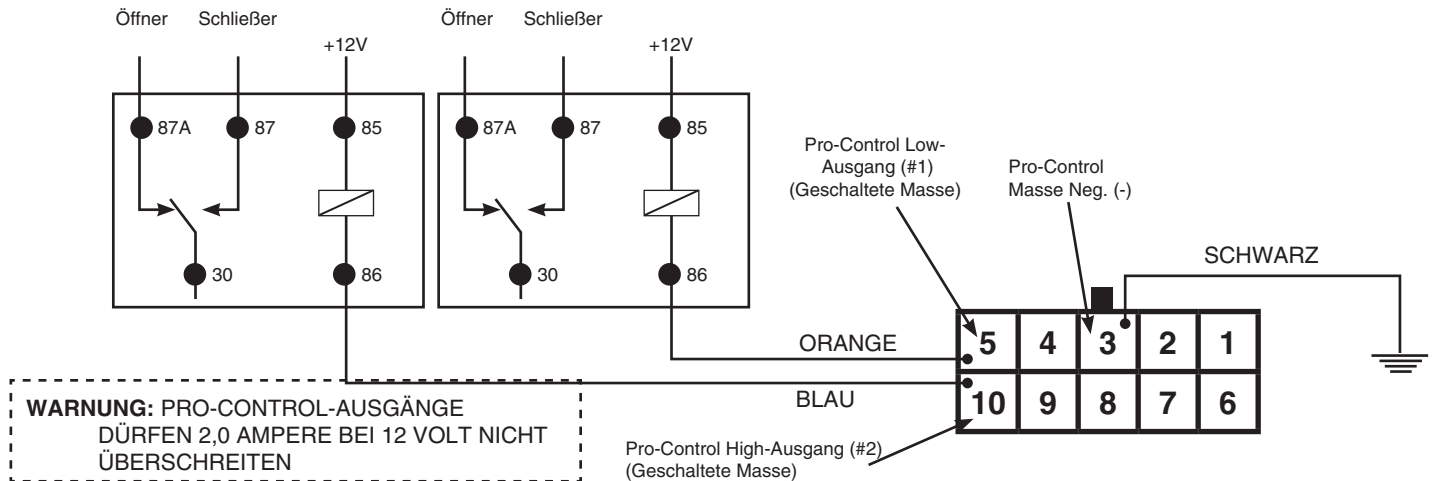 Öffner Schließer Öffner Schließer
+12V +12V
87A 87 85 87A 87 85
30 86 30 86
Pro-Control Low-
Ausgang (#1)
(Geschaltete Masse)
Pro-Control
Masse Neg. (-)
SCHWARZ
ORANGE
BLAU
5 4 3 2 1
10 9 8 7 6
WARNUNG: PRO-CONTROL-AUSGÄNGE
DÜRFEN 2,0 AMPERE BEI 12 VOLT NICHT
ÜBERSCHREITEN
Pro-Control High-Ausgang (#2)
(Geschaltete Masse)